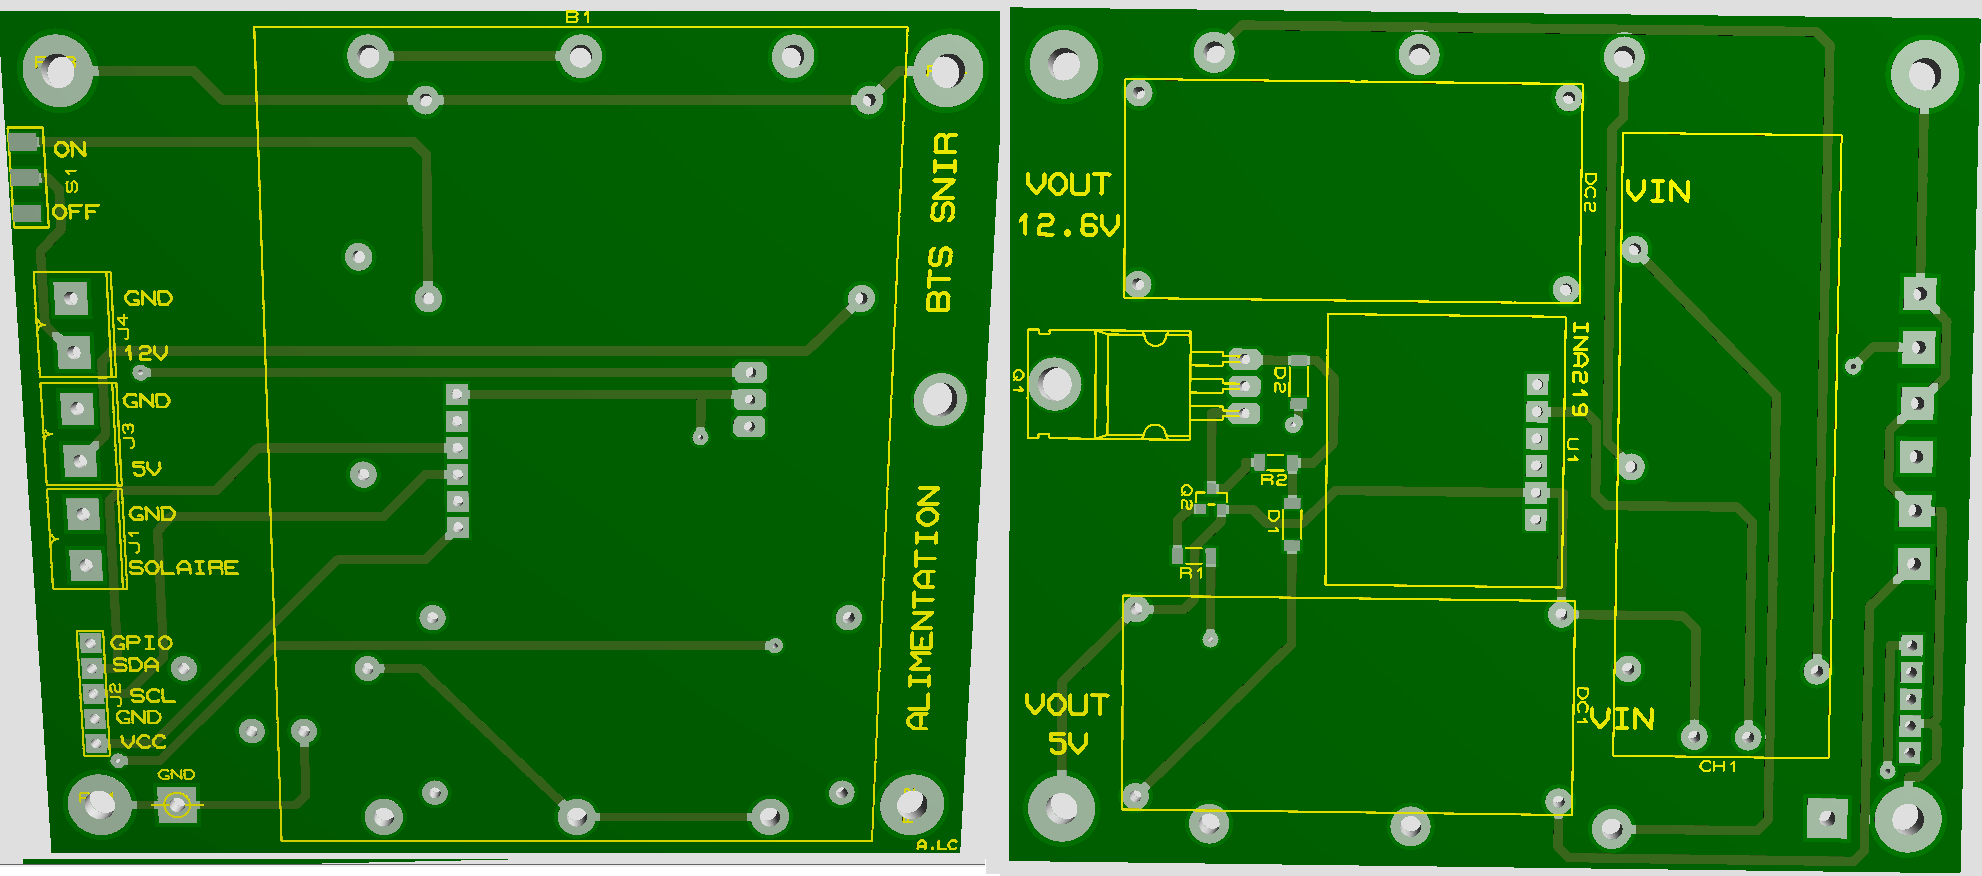 B1
ON
S1
OFF
GND
J4
12V
GND
J3
5V
GND
J1
SOLAIRE
GPIO
SDA
J2
SCL
GND
VCC
GND
BTS SNIR
ALIMENTATION
A.LC
VOUT
12.6V
DC2
VIN
Q1
D2
INA219
U1
R2
Q2
D1
R1
VOUT
5V
DC1
VIN
CH1